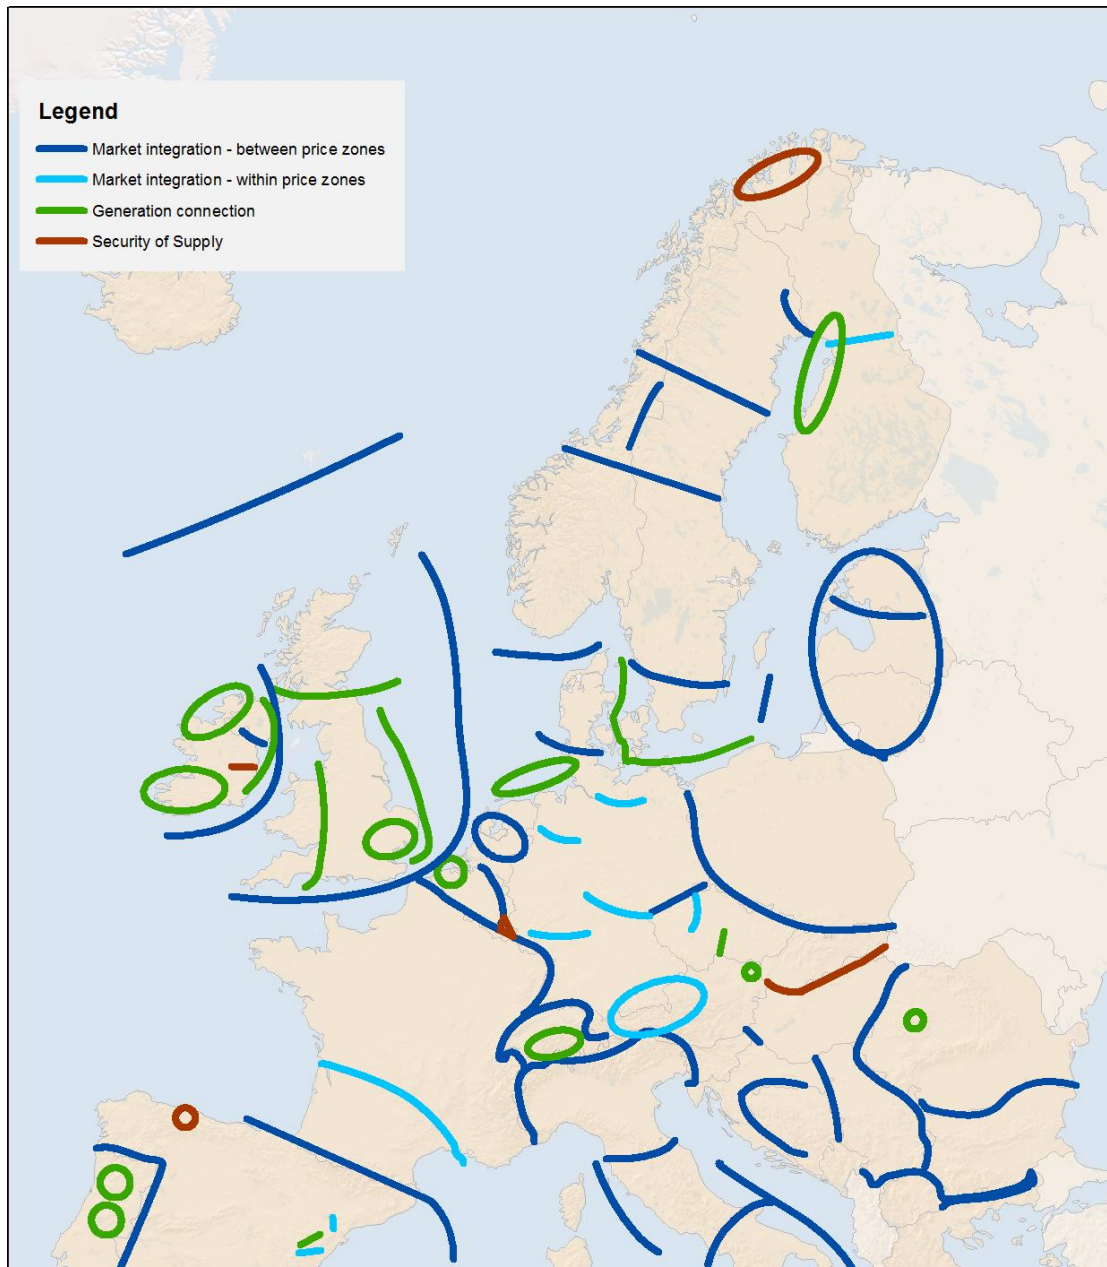 Legend
Market integration - between price zones
Market integration - within price zones
Generation connection
Security of Supply